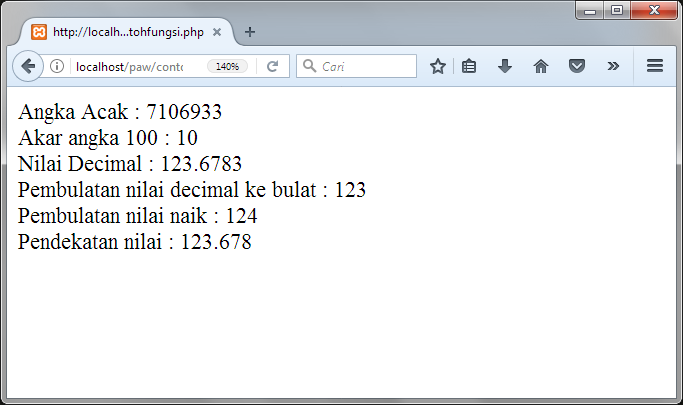 http://localh...tohfungsi.php
localhost/paw/conto
140%
Cari
Angka Acak : 7106933
Akar angka 100 : 10
Nilai Decimal : 123.6783
Pembulatan nilai decimal ke bulat : 123
Pembulatan nilai naik : 124
Pendekatan nilai : 123.678